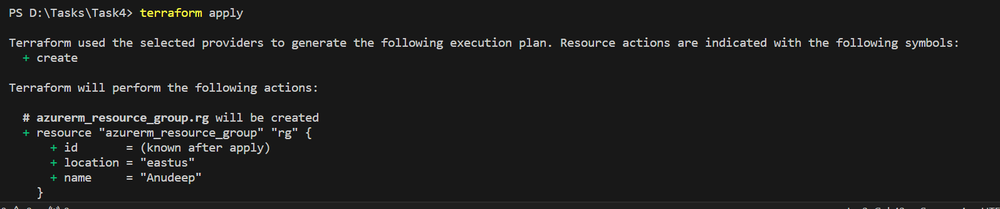 PS D:\Tasks\Task4> terraform apply
Terraform used the selected providers to generate the following execution plan. Resource actions are indicated with the following symbols:
+ create
Terraform will perform the following actions:
# azurerm_resource_group.rg will be created
+ resource "azurerm_resource_group" "rg" {
+ id = (known after apply)
+ location = "eastus"
+ name = "Anudeep"
}